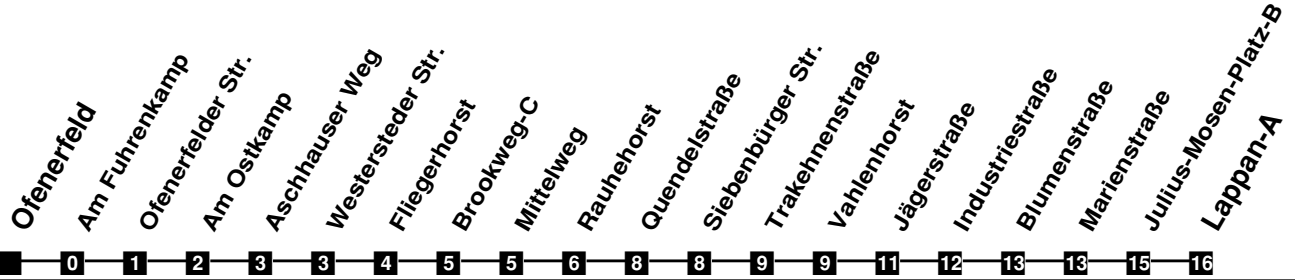 Ofenerfeld
Am Fuhrenkamp
Ofenerfelder Str.
Am Ostkamp
Aschhauser Weg
Westersteder Str.
Fliegerhorst
Brookweg-C
Mittelweg
Rauhehorst
Quendelstraße
Siebenbürger Str.
Trakehnenstraße
Vahlenhorst
Jägerstraße
Industriestraße
Blumenstraße
Marienstraße
Julius-Mosen-Platz-B
Lappan-A
0 1 2 3 3 4 5 5 6 8 8 9 9 11 12 13 13 15 16